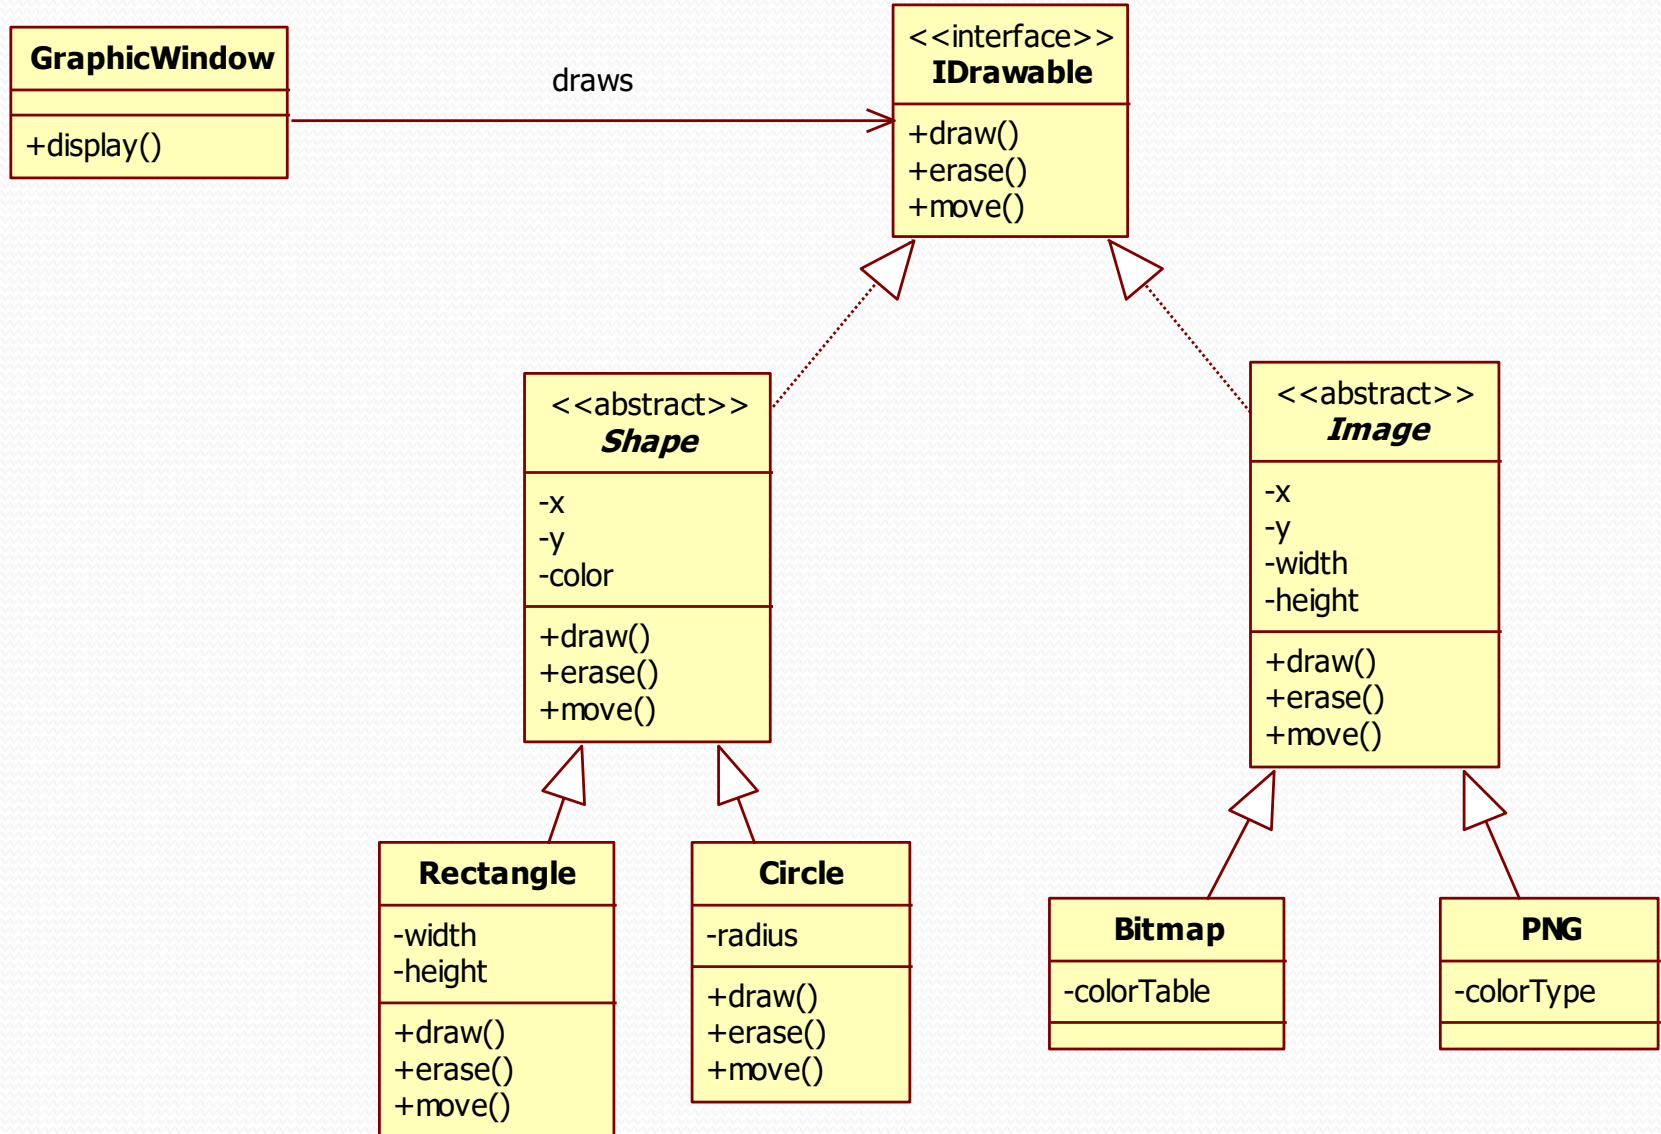 GraphicWindow
+display()
draws
<<interface>>
IDrawable
+draw()
+erase()
+move()
<<abstract>>
Shape
-x
-y
-color
+draw()
+erase()
+move()
<<abstract>>
Image
-x
-y
-width
-height
+draw()
+erase()
+move()
Rectangle
-width
-height
+draw()
+erase()
+move()
Circle
-radius
+draw()
+erase()
+move()
Bitmap
-colorTable
PNG
-colorType